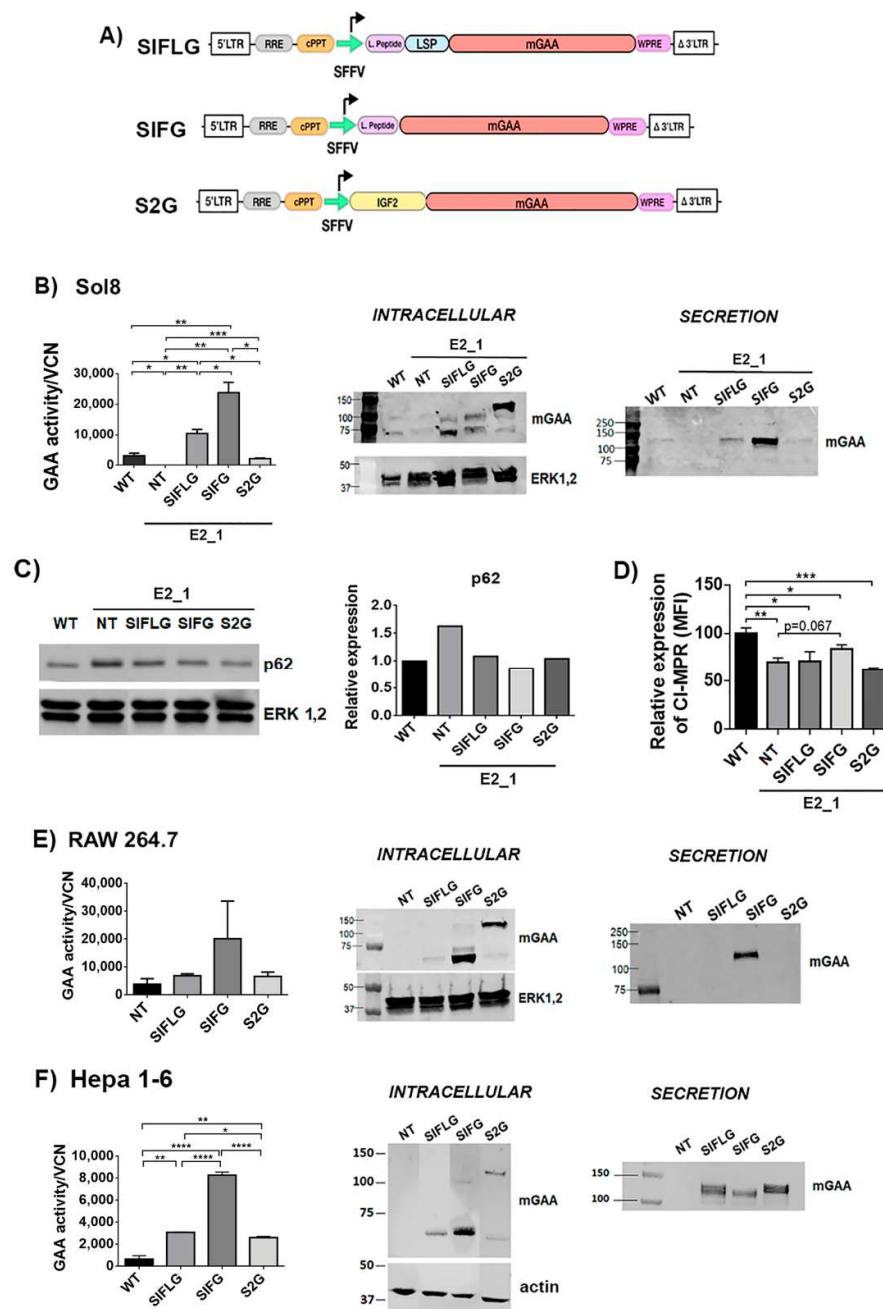 A)
SIFLG
5'LTR RRE cPPT L. Peptide LSP mGAA WPRE Δ 3'LTR
SFFV
SIFG
5'LTR RRE cPPT L. Peptide mGAA WPRE Δ 3'LTR
SFFV
S2G
5'LTR RRE cPPT IGF2 mGAA WPRE Δ 3'LTR
SFFV
B) Sol8
**
***
** *
* *
* ** *
GAA activity/VCN
30,000
20,000
10,000
0
WT NT SIFLG SIFG S2G
E2_1
INTRACELLULAR
E2_1
WT NT SIFLG SIFG S2G
150
100
75
mGAA
50
37
ERK1,2
SECRETION
E2_1
WT NT SIFLG SIFG S2G
250
150
100
75
mGAA
C)
E2_1
WT NT SIFLG SIFG S2G
p62
ERK 1,2
p62
Relative expression
2.0
1.5
1.0
0.5
0.0
WT NT SIFLG SIFG S2G
E2_1
D)
Relative expression
of CI-MPR (MFI)
150
100
50
0
***
*
*
** p=0.067
WT NT SIFLG SIFG S2G
E2_1
E) RAW 264.7
GAA activity/VCN
40,000
30,000
20,000
10,000
0
NT SIFLG SIFG S2G
INTRACELLULAR
NT SIFLG SIFG S2G
150
100
75
mGAA
50
37
ERK1,2
SECRETION
NT SIFLG SIFG S2G
250
150
100
75
mGAA
F) Hepa 1-6
**
*
**** ****
** ****
GAA activity/VCN
10,000
8,000
6,000
4,000
2,000
0
WT SIFLG SIFG S2G
INTRACELLULAR
NT SIFLG SIFG S2G
150
100
75
mGAA
50
37
actin
SECRETION
NT SIFLG SIFG S2G
150
100
mGAA